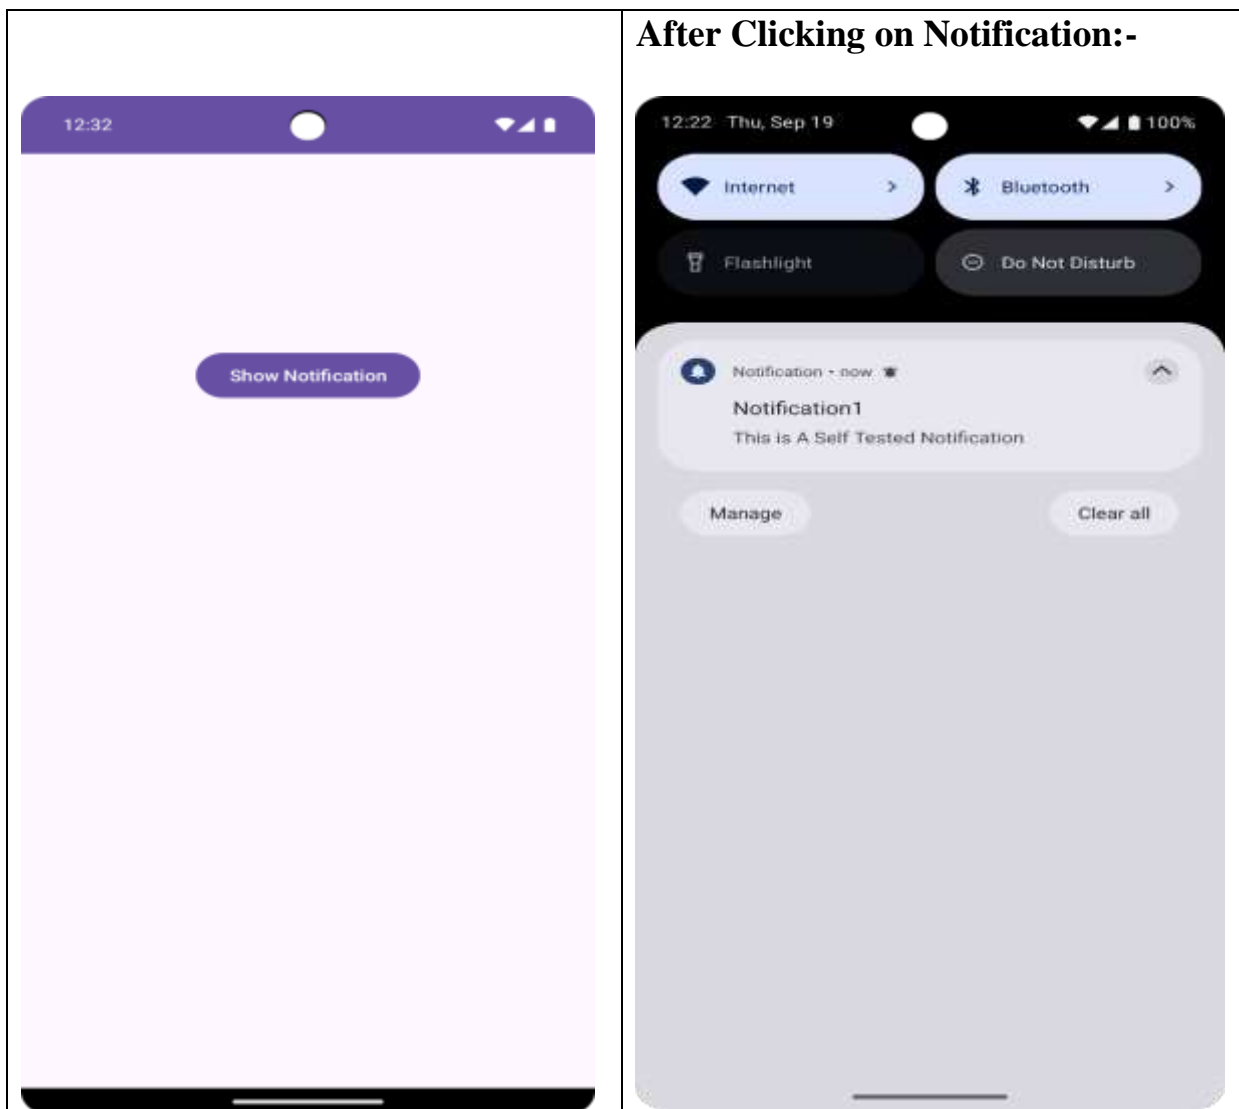 After Clicking on Notification:-
12:32
Show Notification
12:22 Thu, Sep 19 100%
Internet
Bluetooth
Flashlight
Do Not Disturb
Notification • now
Notification1
This is A Self Tested Notification
Manage
Clear all